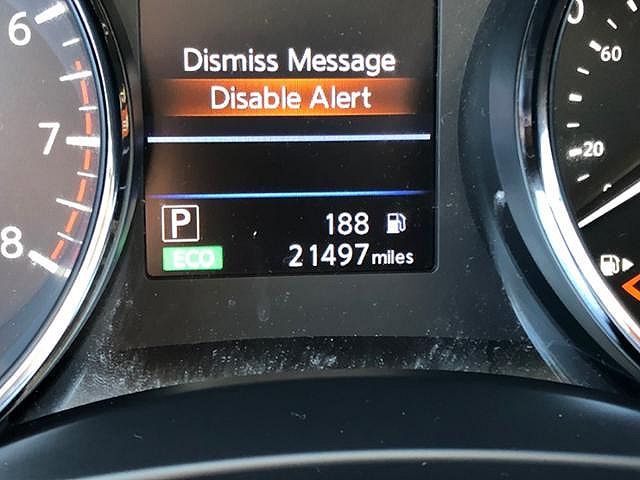 Dismiss Message
Disable Alert
6
7
8
60
20
P
188
ECO
21497 miles